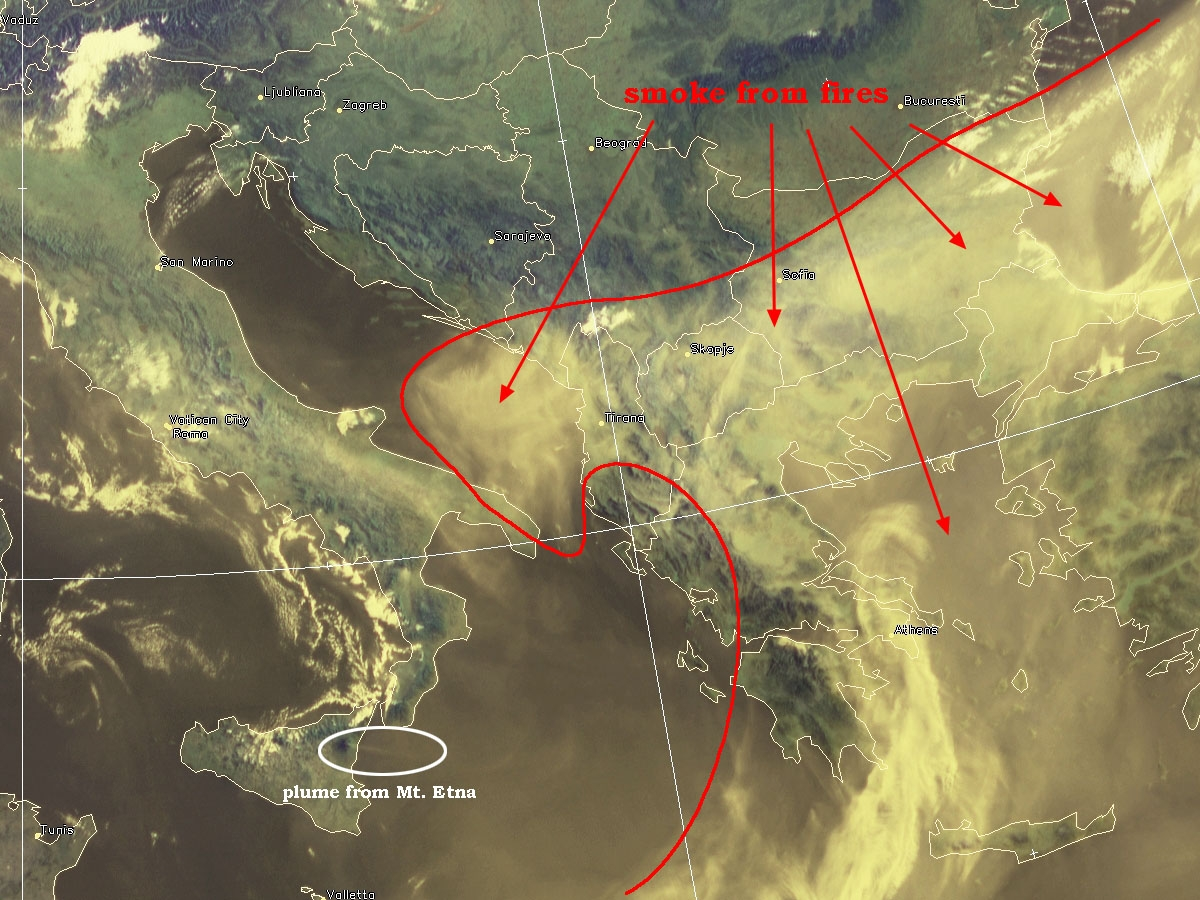 Vaduz
Ljubljana
Zagreb
smoke from fires
Bucuresti
Beograd
Sarajevo
San Marino
Sofia
Skopje
Vatican City
Roma
Tirana
Athens
plume from Mt. Etna
Tunis
Valletta